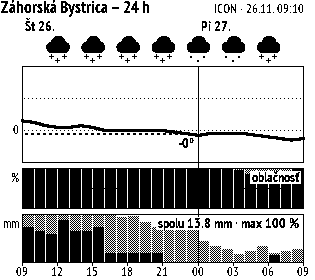 Záhorská Bystrica – 24 h
ICON - 26.11. 09:10
Št 26.
Pi 27.
0
-0°
%
oblačnosť
mm
spolu 13.8 mm · max 100 %
09 12 15 18 21 00 03 06 09